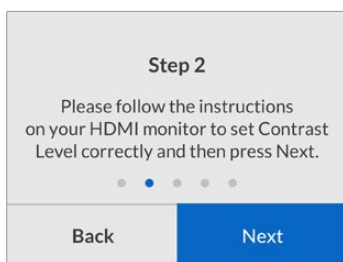 Step 2
Please follow the instructions
on your HDMI monitor to set Contrast
Level correctly and then press Next.
Back
Next